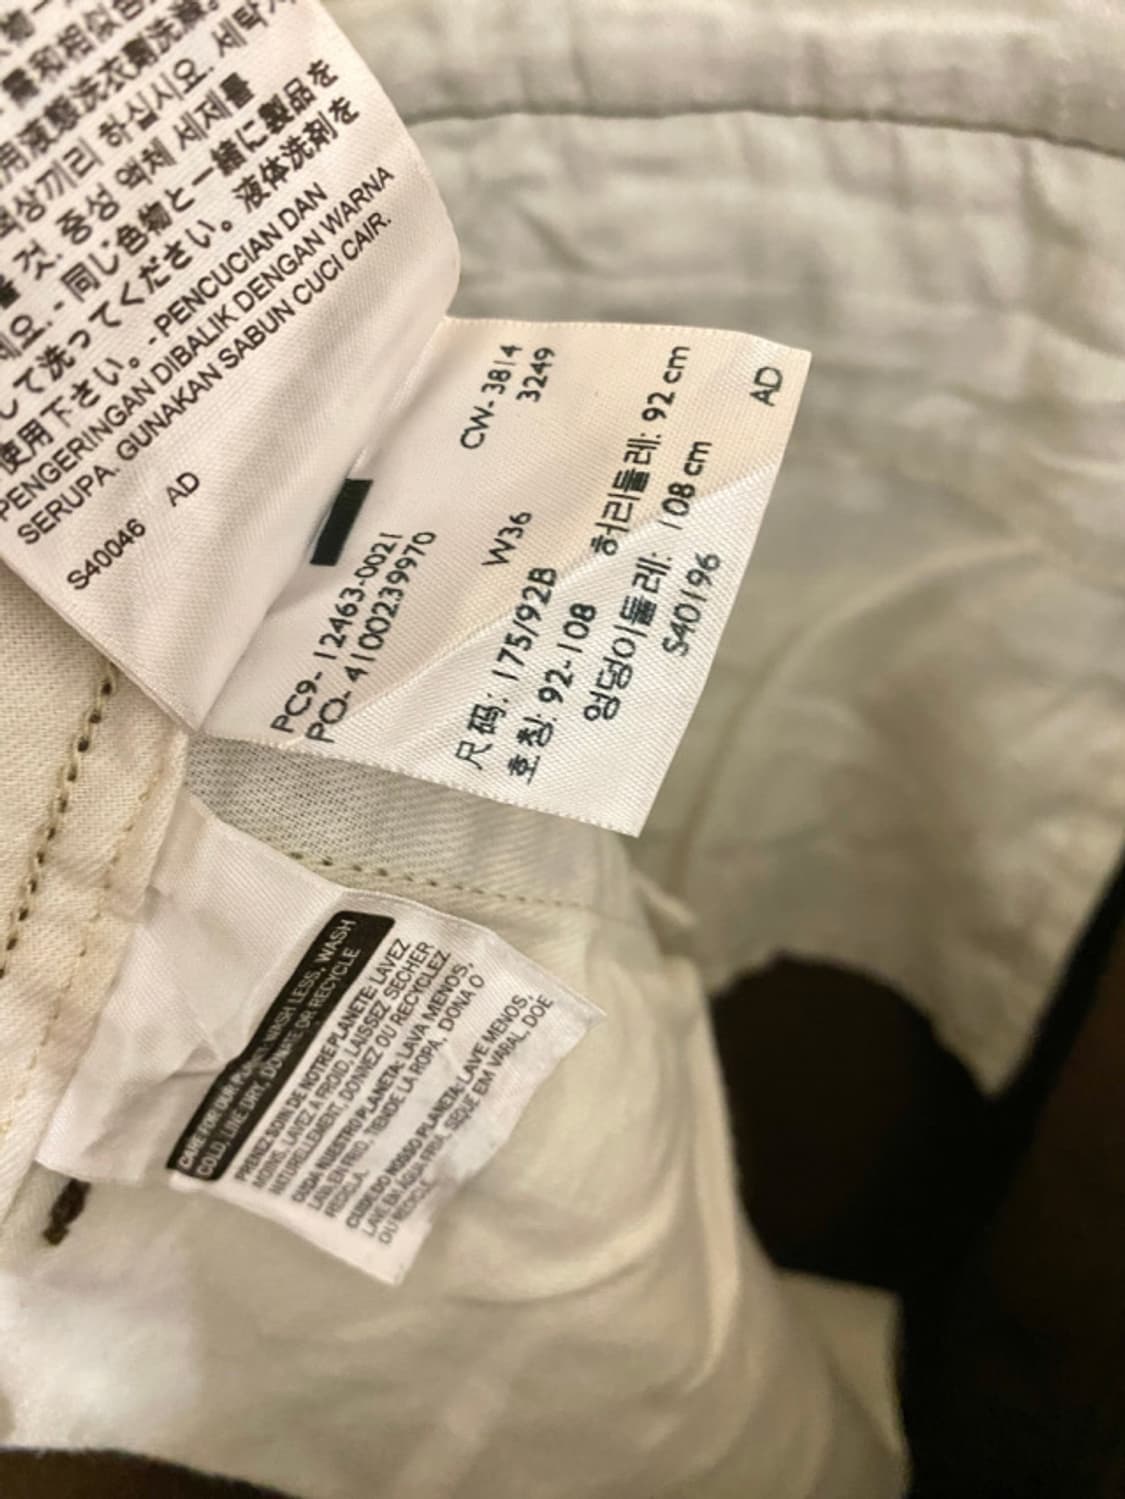 用液態洗衣劑洗滌。
색상끼리 하십시요. 세탁
것. 중성 액체 세제를
요. - 同じ色物と一緒に製品を
して洗ってください。液体洗剤を
使用下さい。- PENCUCIAN DAN
PENGERINGAN DIBALIK DENGAN WARNA
SERUPA. GUNAKAN SABUN CUCI CAIR.
S40046 AD
CW-3814
3249
PC9-12463-0021
PO-4100239970
W36
尺码: 175/92B
호칭: 92-108
허리둘레: 92 cm
엉덩이둘레: 108 cm
S40196
AD
CARE FOR OUR PLANET: WASH LESS, WASH
COLD, LINE DRY, DONATE OR RECYCLE
PRENEZ SOIN DE NOTRE PLANETE: LAVEZ
MOINS, LAVEZ A FROID, LAISSEZ SECHER
NATURELLEMENT, DONNEZ OU RECYCLEZ
CUIDA NUESTRO PLANETA: LAVA MENOS,
LAVA EN FRIO, TIENDE LA ROPA, DONA O
RECICLA.
CUIDE DO NOSSO PLANETA: LAVE MENOS,
LAVE EM AGUA FRIA, SEQUE EM VARAL, DOE
OU RECICLE